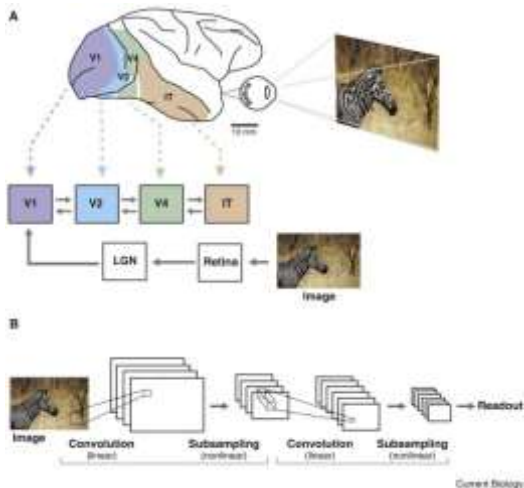 A
V1
V4
V2
IT
10 mm
V1
V2
V4
IT
LGN
Retina
Image
B
Image
Convolution
(linear)
Subsampling
(nonlinear)
Convolution
(linear)
Subsampling
(nonlinear)
Readout
Current Biology